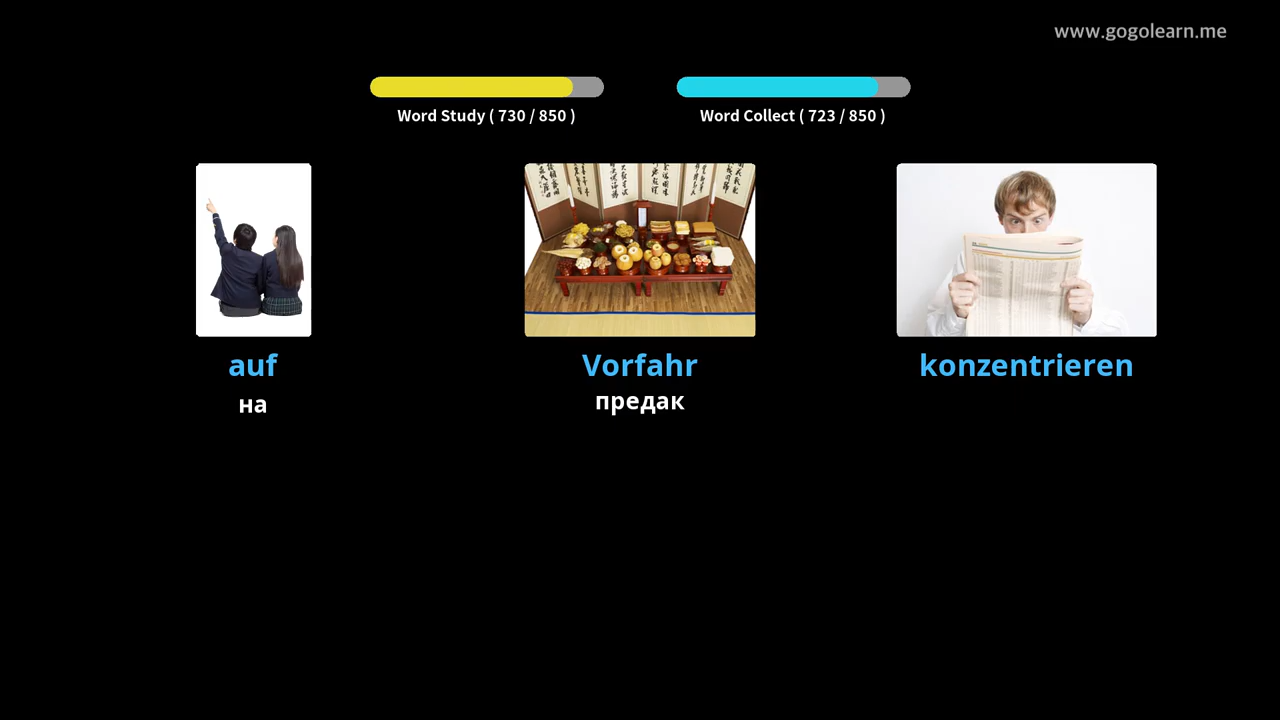 www.gogolearn.me
Word Study ( 730 / 850 )
Word Collect ( 723 / 850 )
auf
на
Vorfahr
предак
konzentrieren